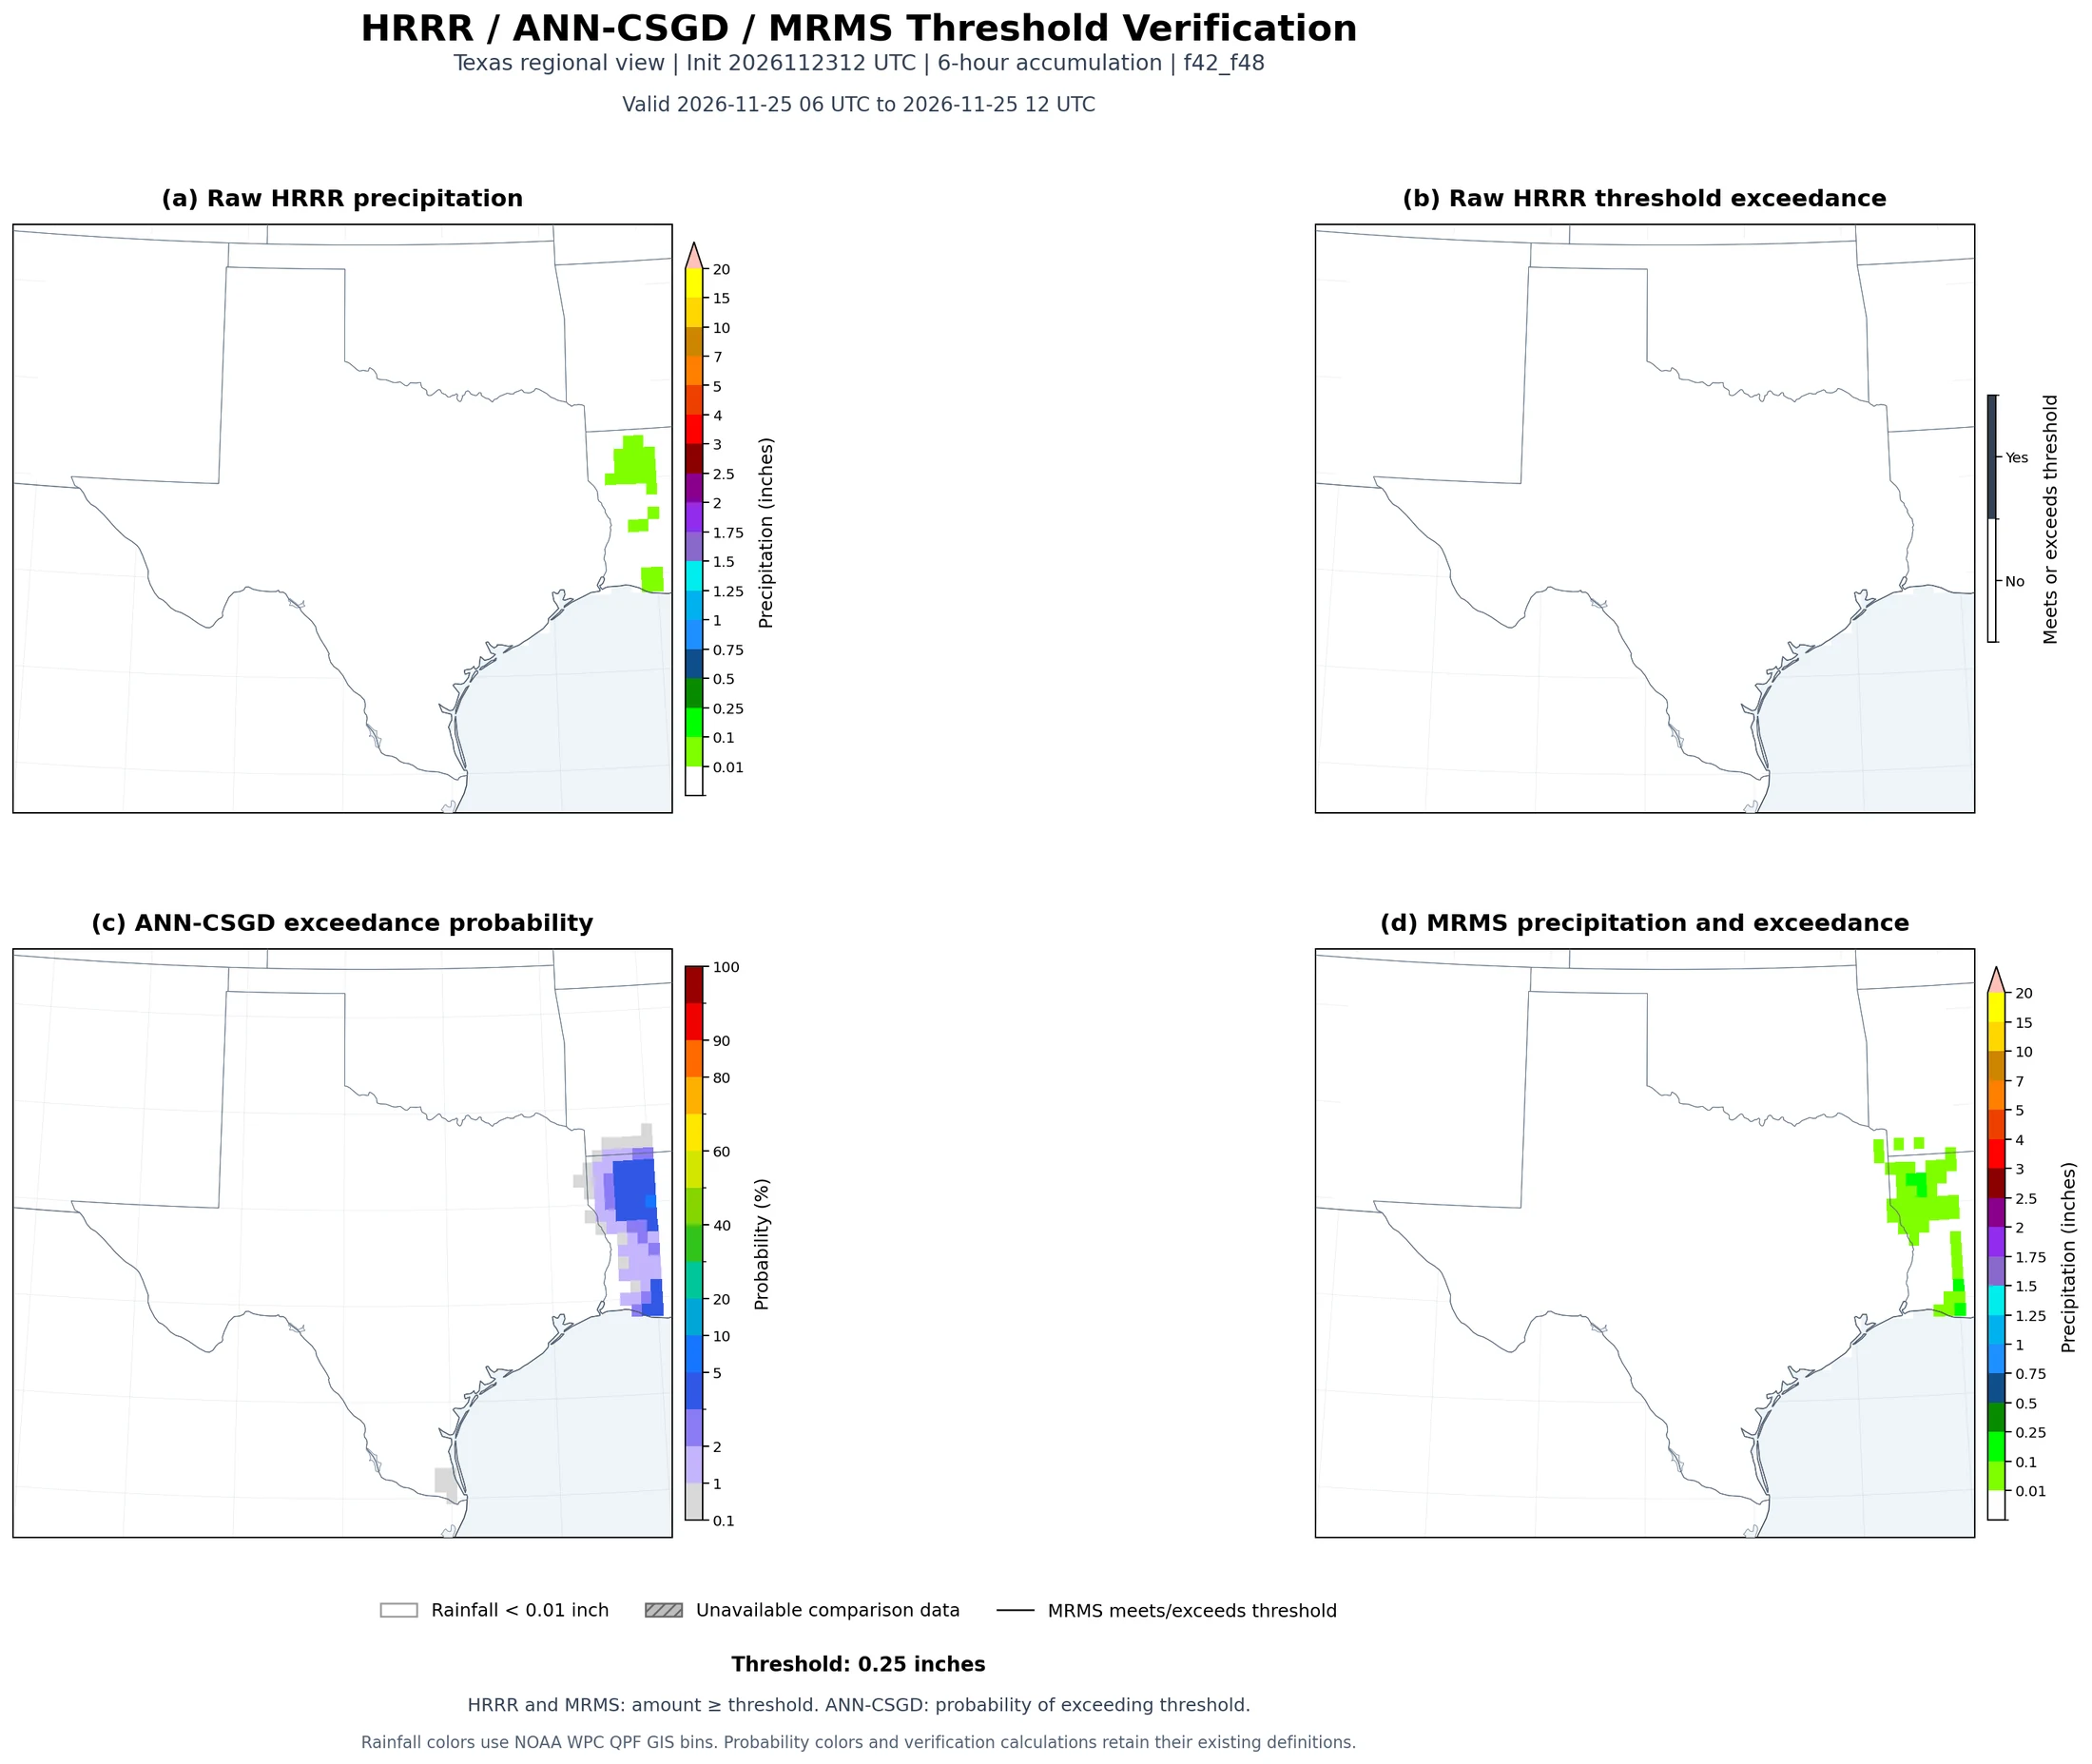 HRRR / ANN-CSGD / MRMS Threshold Verification
Texas regional view | Init 2026112312 UTC | 6-hour accumulation | f42_f48
Valid 2026-11-25 06 UTC to 2026-11-25 12 UTC
(a) Raw HRRR precipitation
20
15
10
7
5
4
3
2.5
2
1.75
1.5
1.25
1
0.75
0.5
0.25
0.1
0.01
Precipitation (inches)
(b) Raw HRRR threshold exceedance
Yes
No
Meets or exceeds threshold
(c) ANN-CSGD exceedance probability
100
90
80
60
40
20
10
5
2
1
0.1
Probability (%)
(d) MRMS precipitation and exceedance
20
15
10
7
5
4
3
2.5
2
1.75
1.5
1.25
1
0.75
0.5
0.25
0.1
0.01
Precipitation (inches)
Rainfall < 0.01 inch
Unavailable comparison data
MRMS meets/exceeds threshold
Threshold: 0.25 inches
HRRR and MRMS: amount ≥ threshold. ANN-CSGD: probability of exceeding threshold.
Rainfall colors use NOAA WPC QPF GIS bins. Probability colors and verification calculations retain their existing definitions.